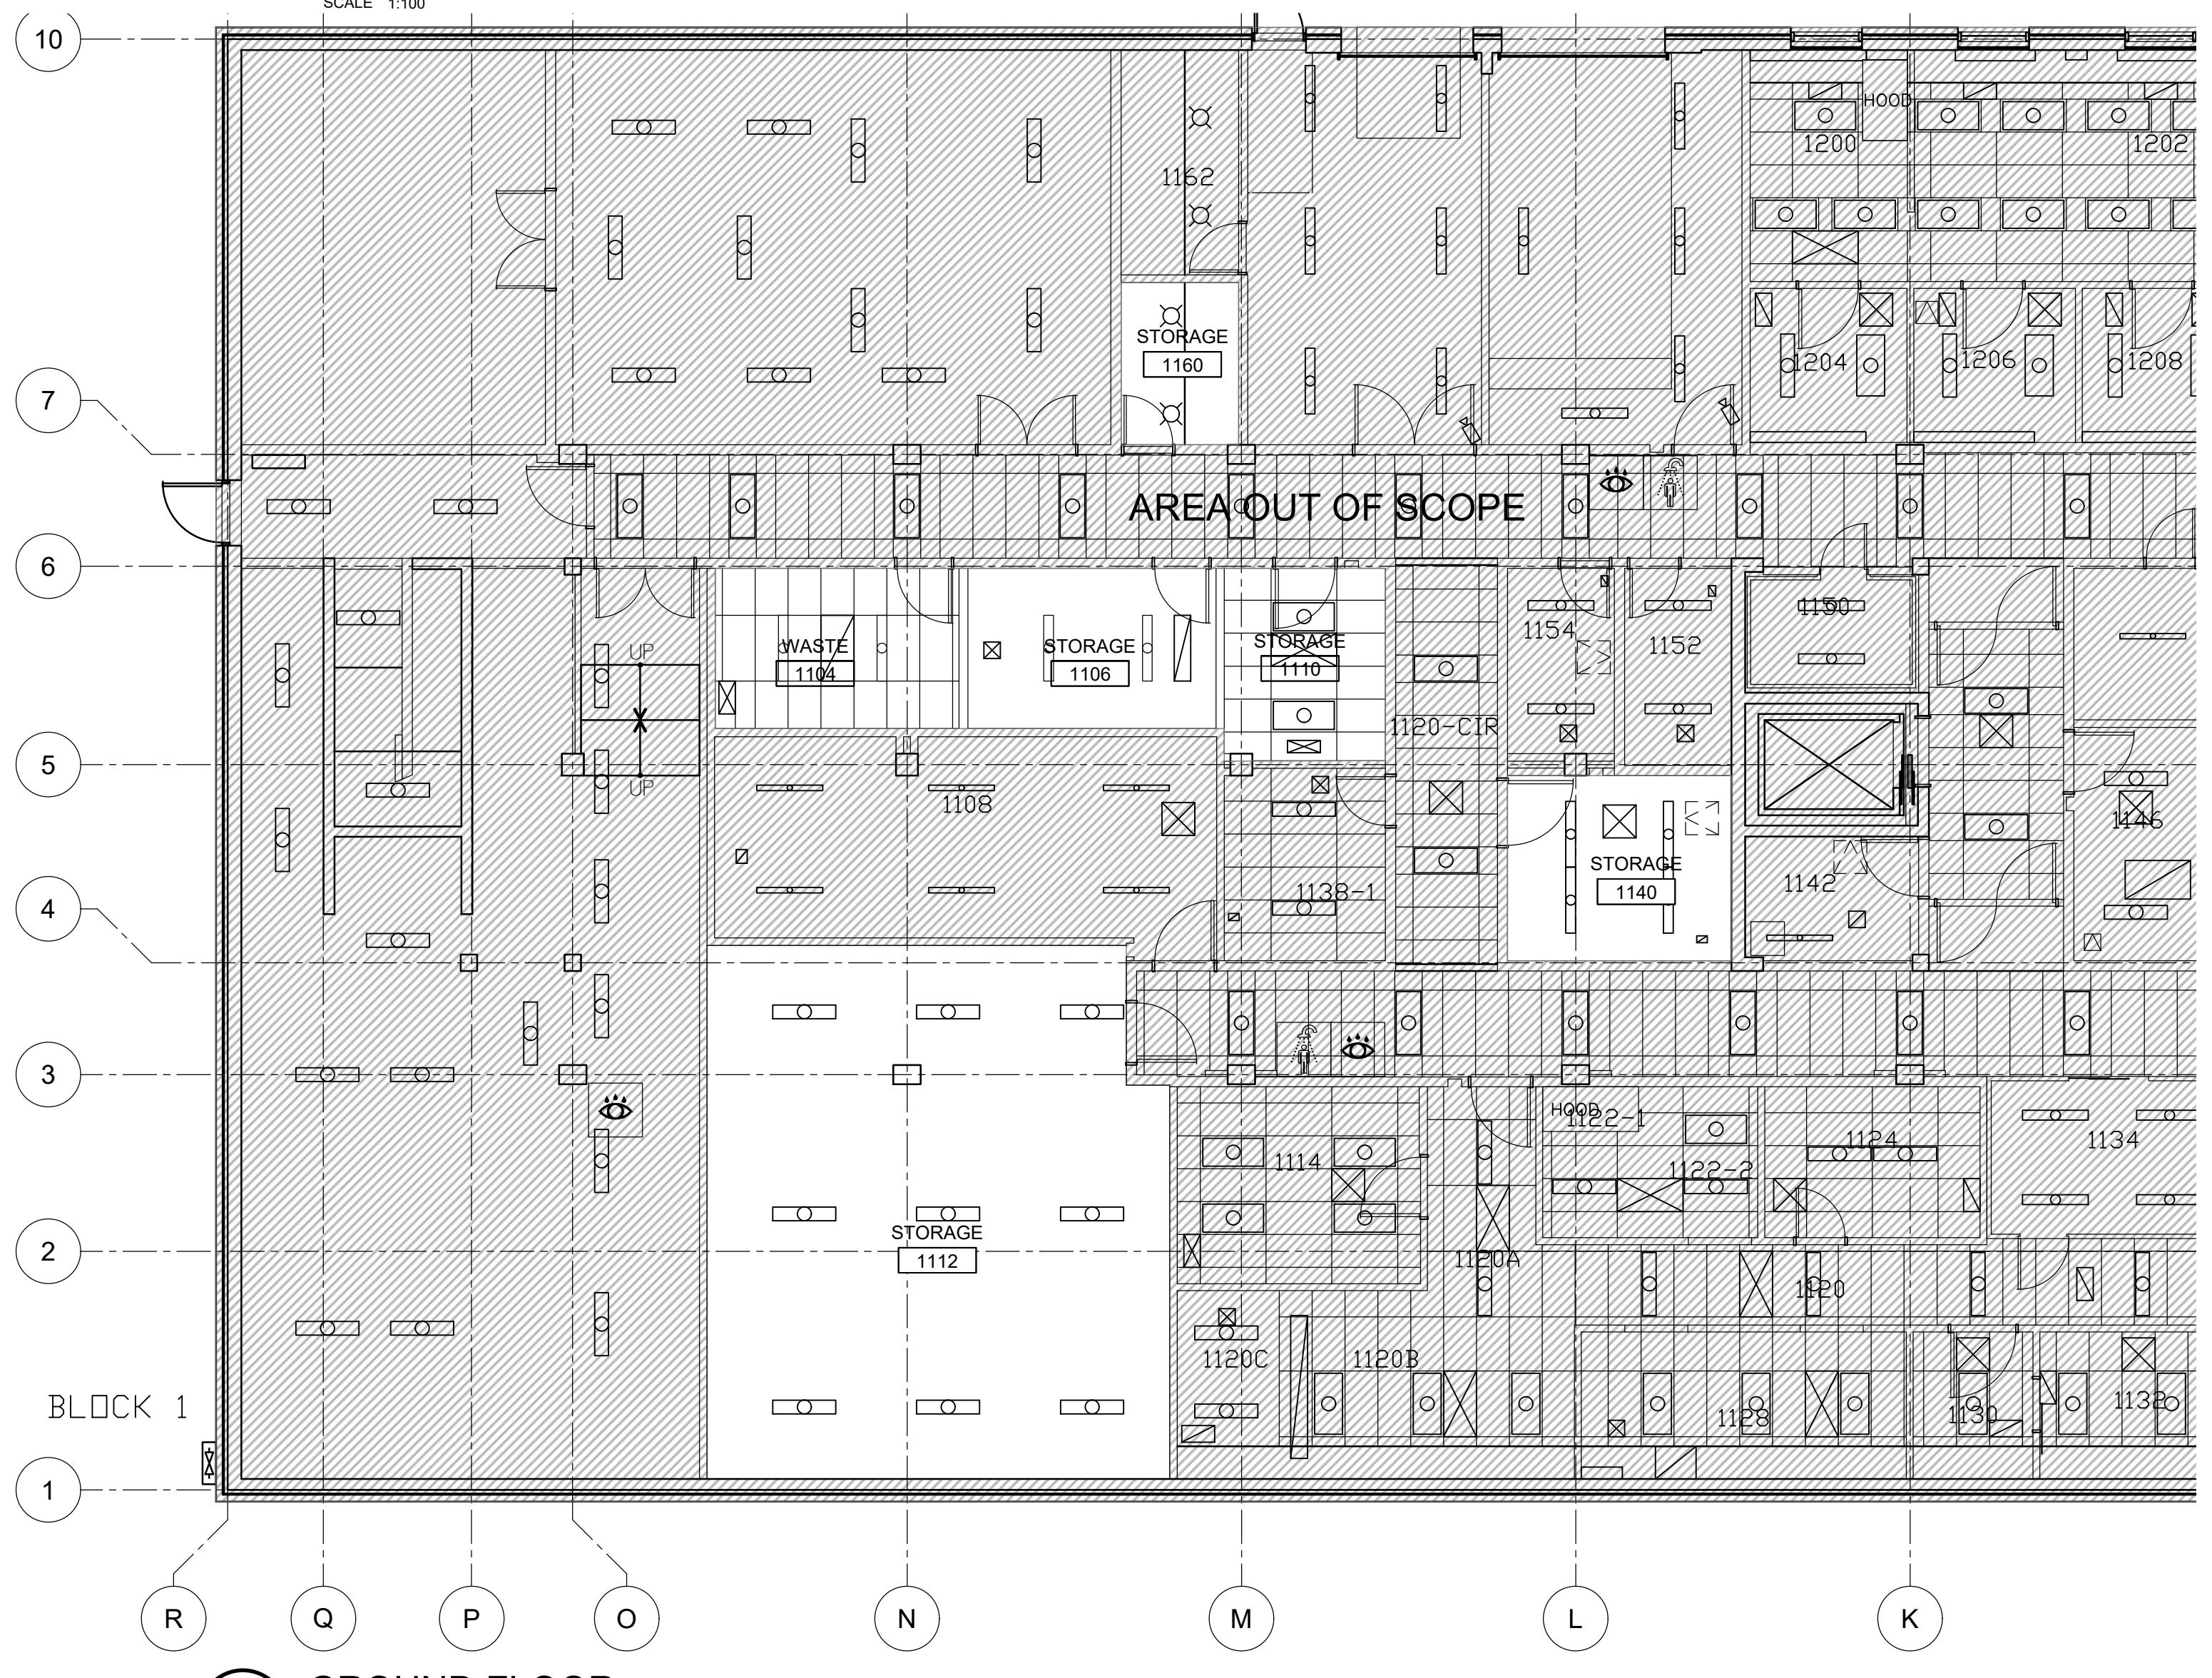 SCALE 1:100
10
HOOD
1200
1202
1162
STORAGE
1160
1204
1206
1208
7
AREA OUT OF SCOPE
6
1150
1154
WASTE
1104
STORAGE
1106
STORAGE
1110
1152
UP
1120-CIR
5
UP
1108
1146
STORAGE
1140
1142
1138-1
4
3
HOOD
1122-1
1114
1124
1134
1122-2
STORAGE
1112
2
1120A
1120
1120C
1120B
BLOCK 1
1128
1130
1132
1
R
Q
P
O
N
M
L
K
GROUND FLOOR